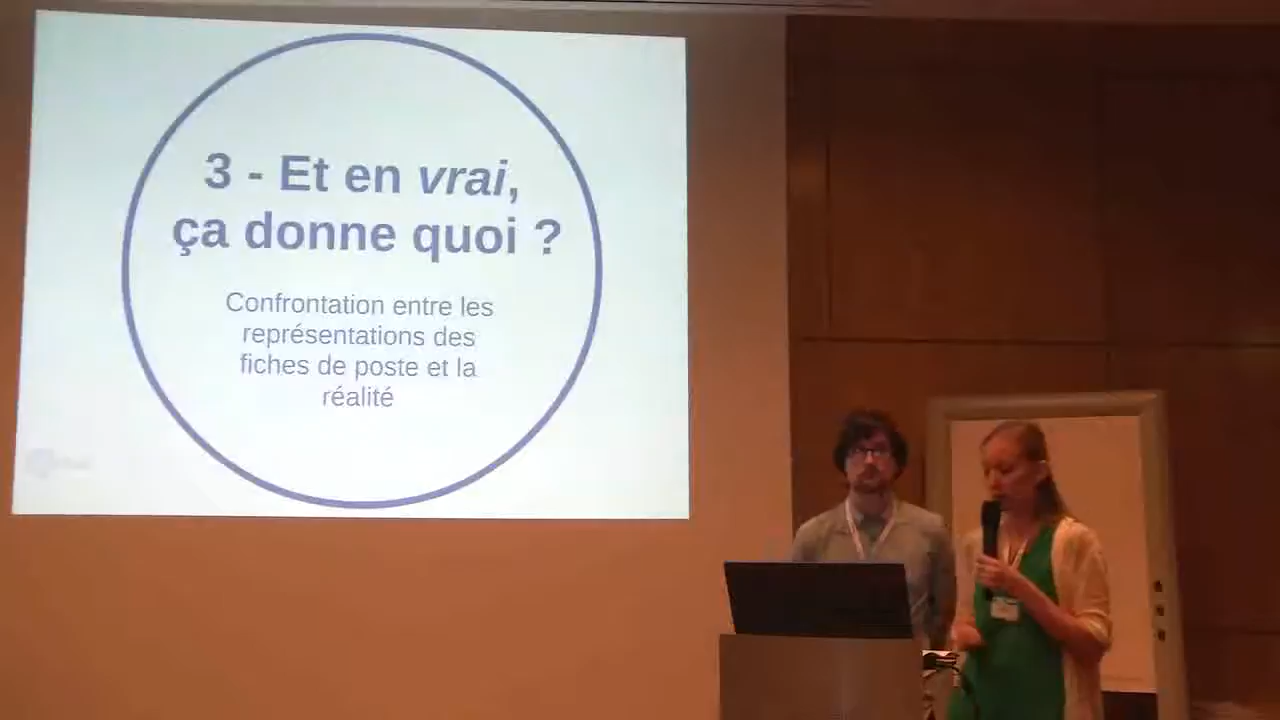 3 - Et en vrai,
ça donne quoi ?
Confrontation entre les
représentations des
fiches de poste et la
réalité